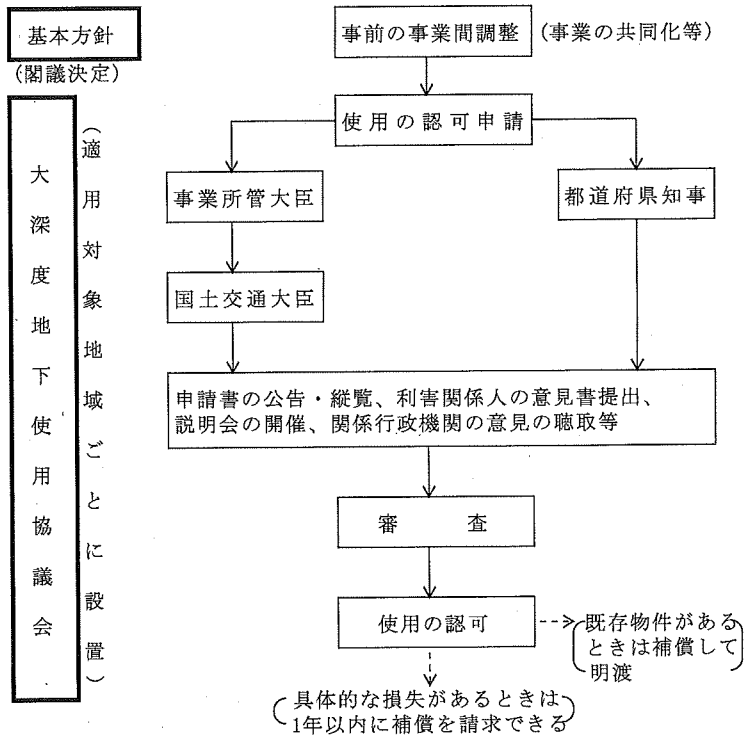 基本方針
(閣議決定)
大深度地下使用協議会
(適用対象地域ごとに設置)
事前の事業間調整 (事業の共同化等)
使用の認可申請
事業所管大臣
都道府県知事
国土交通大臣
申請書の公告・縦覧、利害関係人の意見書提出、
説明会の開催、関係行政機関の意見の聴取等
審査
使用の認可
(既存物件がある
ときは補償して
明渡)
(具体的な損失があるときは
1年以内に補償を請求できる)